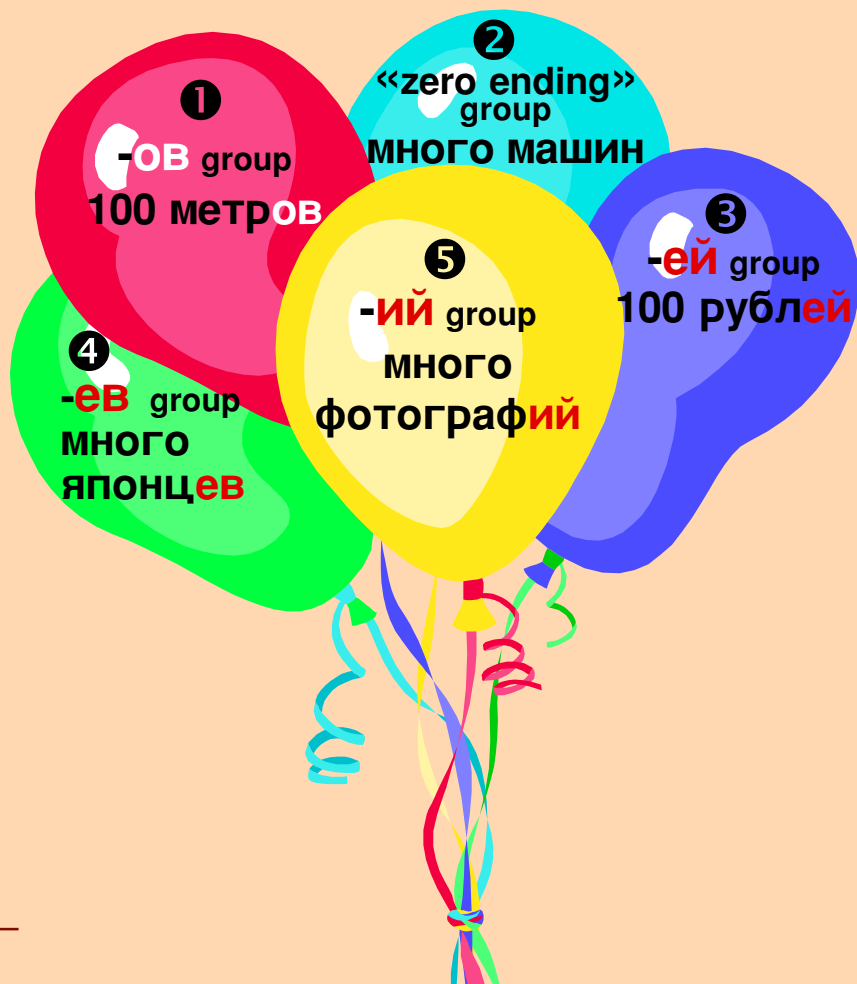 ❶
-ов group
100 метров
❷
«zero ending»
group
много машин
❸
-ей group
100 рублей
❹
-ев group
много
японцев
❺
-ий group
много
фотографий